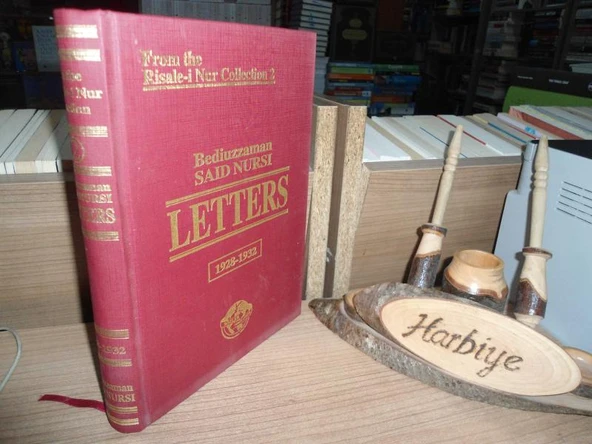 From the
Risale-i Nur Collection 2
Bediuzzaman
SAID NURSI
LETTERS
1928-1932
Harbiye